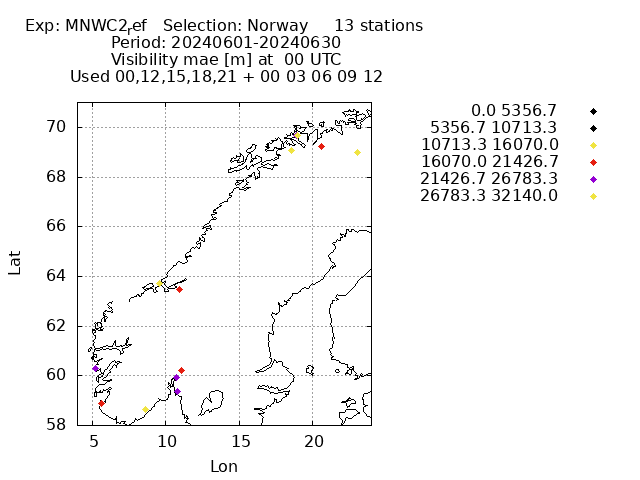 Exp: MNWC2ref   Selection: Norway     13 stations
Period: 20240601-20240630
Visibility mae [m] at  00 UTC
Used 00,12,15,18,21 + 00 03 06 09 12
0.0 5356.7
5356.7 10713.3
10713.3 16070.0
16070.0 21426.7
21426.7 26783.3
26783.3 32140.0
70
68
66
64
62
60
58
Lat
5 10 15 20
Lon